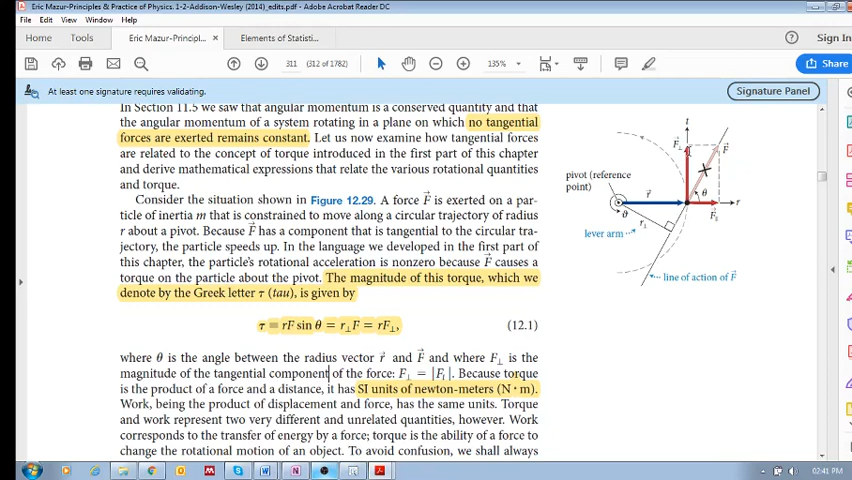 Eric Mazur-Principles & Practice of Physics. 1-2-Addison-Wesley (2014)_edits.pdf - Adobe Acrobat Reader DC
File Edit View Window Help
Home Tools Eric Mazur-Principl... × Elements of Statisti... Sign In
311 (312 of 1782) 135% Share
At least one signature requires validating. Signature Panel
In Section 11.5 we saw that angular momentum is a conserved quantity and that
the angular momentum of a system rotating in a plane on which no tangential
forces are exerted remains constant. Let us now examine how tangential forces
are related to the concept of torque introduced in the first part of this chapter
and derive mathematical expressions that relate the various rotational quantities
and torque.
Consider the situation shown in Figure 12.29. A force F⃗ is exerted on a par-
ticle of inertia m that is constrained to move along a circular trajectory of radius
r about a pivot. Because F⃗ has a component that is tangential to the circular tra-
jectory, the particle speeds up. In the language we developed in the first part of
this chapter, the particle's rotational acceleration is nonzero because F⃗ causes a
torque on the particle about the pivot. The magnitude of this torque, which we
denote by the Greek letter τ (tau), is given by
τ ≡ rF sin θ = r⊥F = rF⊥, (12.1)
where θ is the angle between the radius vector r⃗ and F⃗ and where F⊥ is the
magnitude of the tangential component of the force: F⊥ = |Ft|. Because torque
is the product of a force and a distance, it has SI units of newton-meters (N · m).
Work, being the product of displacement and force, has the same units. Torque
and work represent two very different and unrelated quantities, however. Work
corresponds to the transfer of energy by a force; torque is the ability of a force to
change the rotational motion of an object. To avoid confusion, we shall always
t
F⃗⊥ F⃗
pivot (reference
point)
r⃗ θ
r
ϑ r⊥ F⃗∥
lever arm
line of action of F⃗
02:41 PM